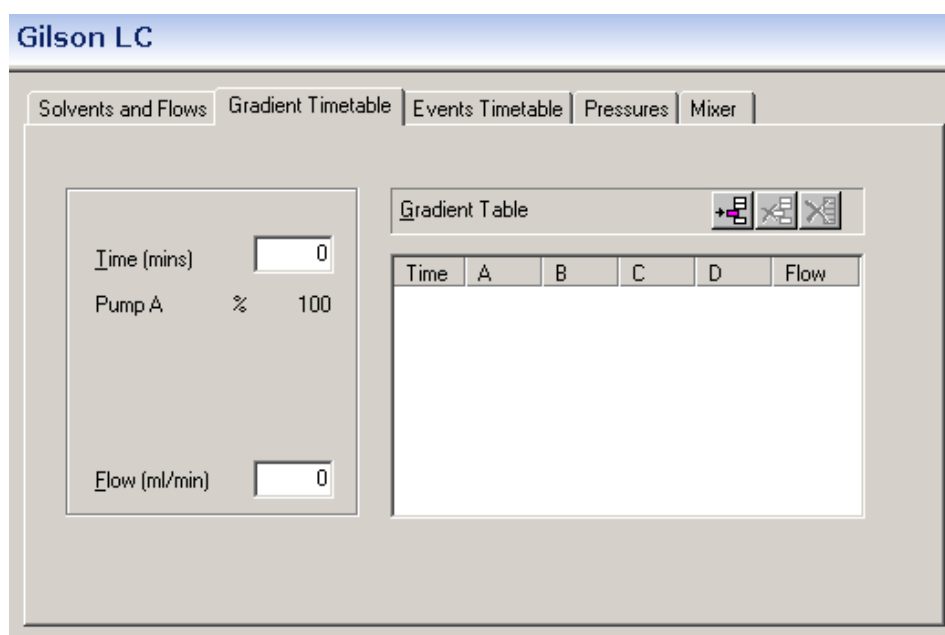 Gilson LC
Solvents and Flows Gradient Timetable Events Timetable Pressures Mixer
Gradient Table
Time (mins) 0
Time A B C D Flow
Pump A % 100
Flow (ml/min) 0